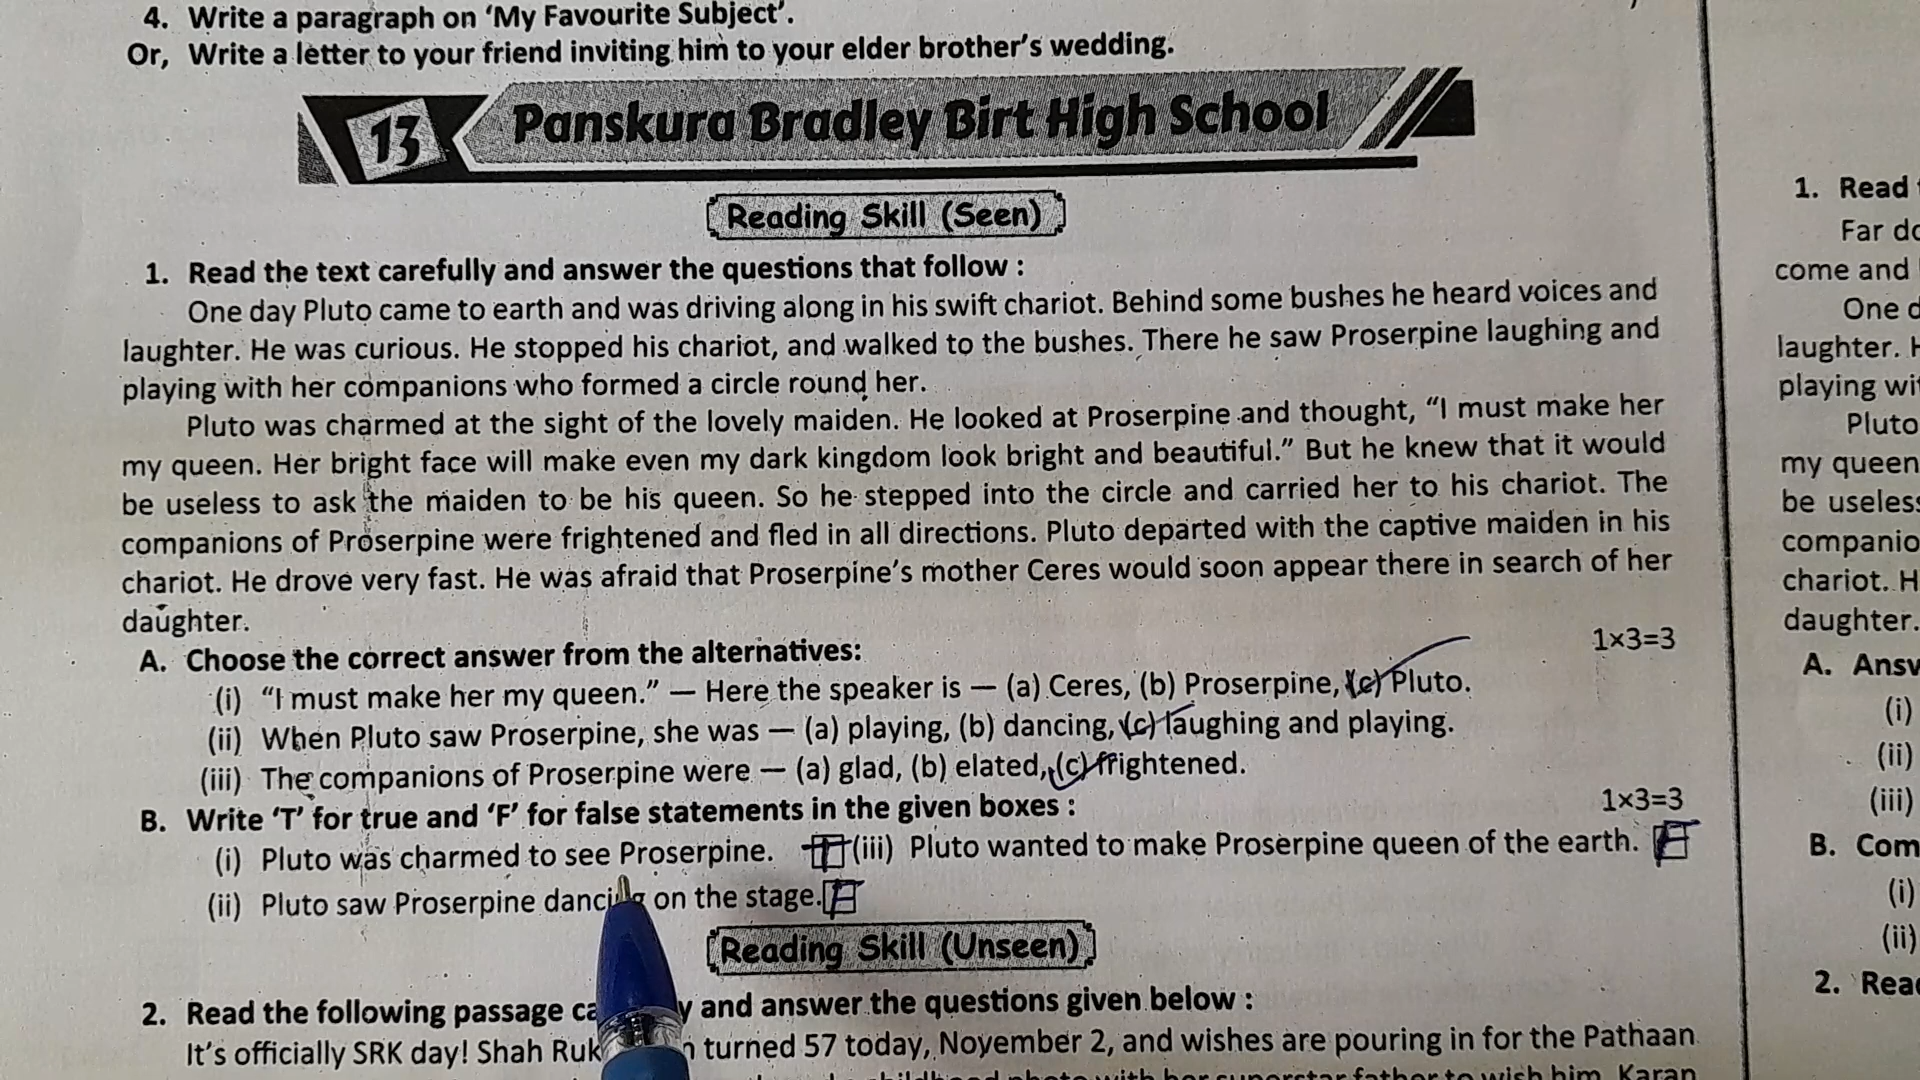 4. Write a paragraph on ‘My Favourite Subject’.
Or, Write a letter to your friend inviting him to your elder brother’s wedding.
13 Panskura Bradley Birt High School
Reading Skill (Seen)
1. Read the text carefully and answer the questions that follow :
One day Pluto came to earth and was driving along in his swift chariot. Behind some bushes he heard voices and
laughter. He was curious. He stopped his chariot, and walked to the bushes. There he saw Proserpine laughing and
playing with her companions who formed a circle round her.
Pluto was charmed at the sight of the lovely maiden. He looked at Proserpine and thought, “I must make her
my queen. Her bright face will make even my dark kingdom look bright and beautiful.” But he knew that it would
be useless to ask the maiden to be his queen. So he stepped into the circle and carried her to his chariot. The
companions of Proserpine were frightened and fled in all directions. Pluto departed with the captive maiden in his
chariot. He drove very fast. He was afraid that Proserpine’s mother Ceres would soon appear there in search of her
daughter.
A. Choose the correct answer from the alternatives: 1×3=3
(i) “I must make her my queen.” — Here the speaker is — (a) Ceres, (b) Proserpine, (c) Pluto.
(ii) When Pluto saw Proserpine, she was — (a) playing, (b) dancing, (c) laughing and playing.
(iii) The companions of Proserpine were — (a) glad, (b) elated, (c) frightened.
B. Write ‘T’ for true and ‘F’ for false statements in the given boxes : 1×3=3
(i) Pluto was charmed to see Proserpine. T (iii) Pluto wanted to make Proserpine queen of the earth. F
(ii) Pluto saw Proserpine dancing on the stage. F
Reading Skill (Unseen)
2. Read the following passage and answer the questions given below :
It’s officially SRK day! Shah turned 57 today, November 2, and wishes are pouring in for the Pathaan
photo with her superstar father to wish him. Karan
1. Read
Far
come and
One
laughter.
playing
Pluto
my queen
be
chariot.
daughter.
A.
(i)
(ii)
(iii)
B.
(i)
(ii)
2.